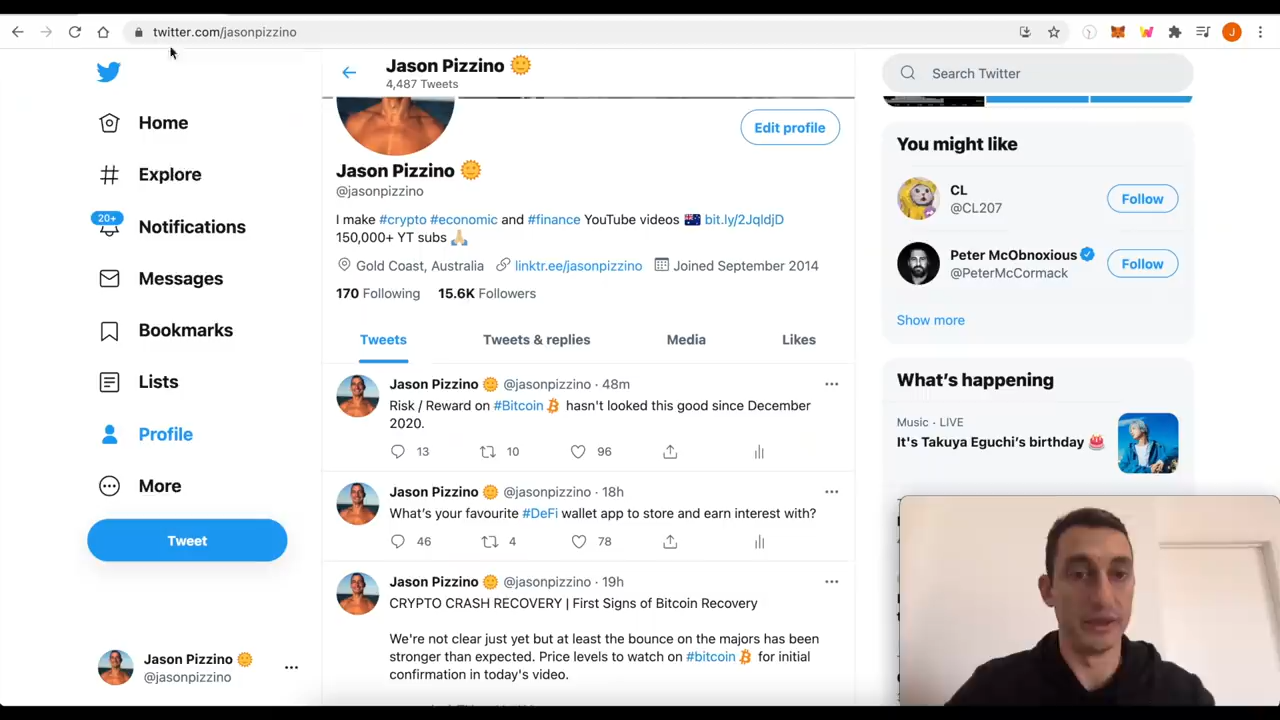 twitter.com/jasonpizzino
J
Jason Pizzino
4,487 Tweets
Search Twitter
Home
Explore
20+
Notifications
Messages
Bookmarks
Lists
Profile
More
Tweet
Jason Pizzino
@jasonpizzino
Edit profile
Jason Pizzino
@jasonpizzino
I make #crypto #economic and #finance YouTube videos 🇦🇺 bit.ly/2JqldjD
150,000+ YT subs 🙏🏼
Gold Coast, Australia linktr.ee/jasonpizzino Joined September 2014
170 Following 15.6K Followers
Tweets Tweets & replies Media Likes
Jason Pizzino @jasonpizzino · 48m
Risk / Reward on #Bitcoin hasn't looked this good since December
2020.
13 10 96
Jason Pizzino @jasonpizzino · 18h
What's your favourite #DeFi wallet app to store and earn interest with?
46 4 78
Jason Pizzino @jasonpizzino · 19h
CRYPTO CRASH RECOVERY | First Signs of Bitcoin Recovery
We're not clear just yet but at least the bounce on the majors has been
stronger than expected. Price levels to watch on #bitcoin for initial
confirmation in today's video.
You might like
CL
@CL207
Follow
Peter McObnoxious
@PeterMcCormack
Follow
Show more
What's happening
Music · LIVE
It's Takuya Eguchi's birthday